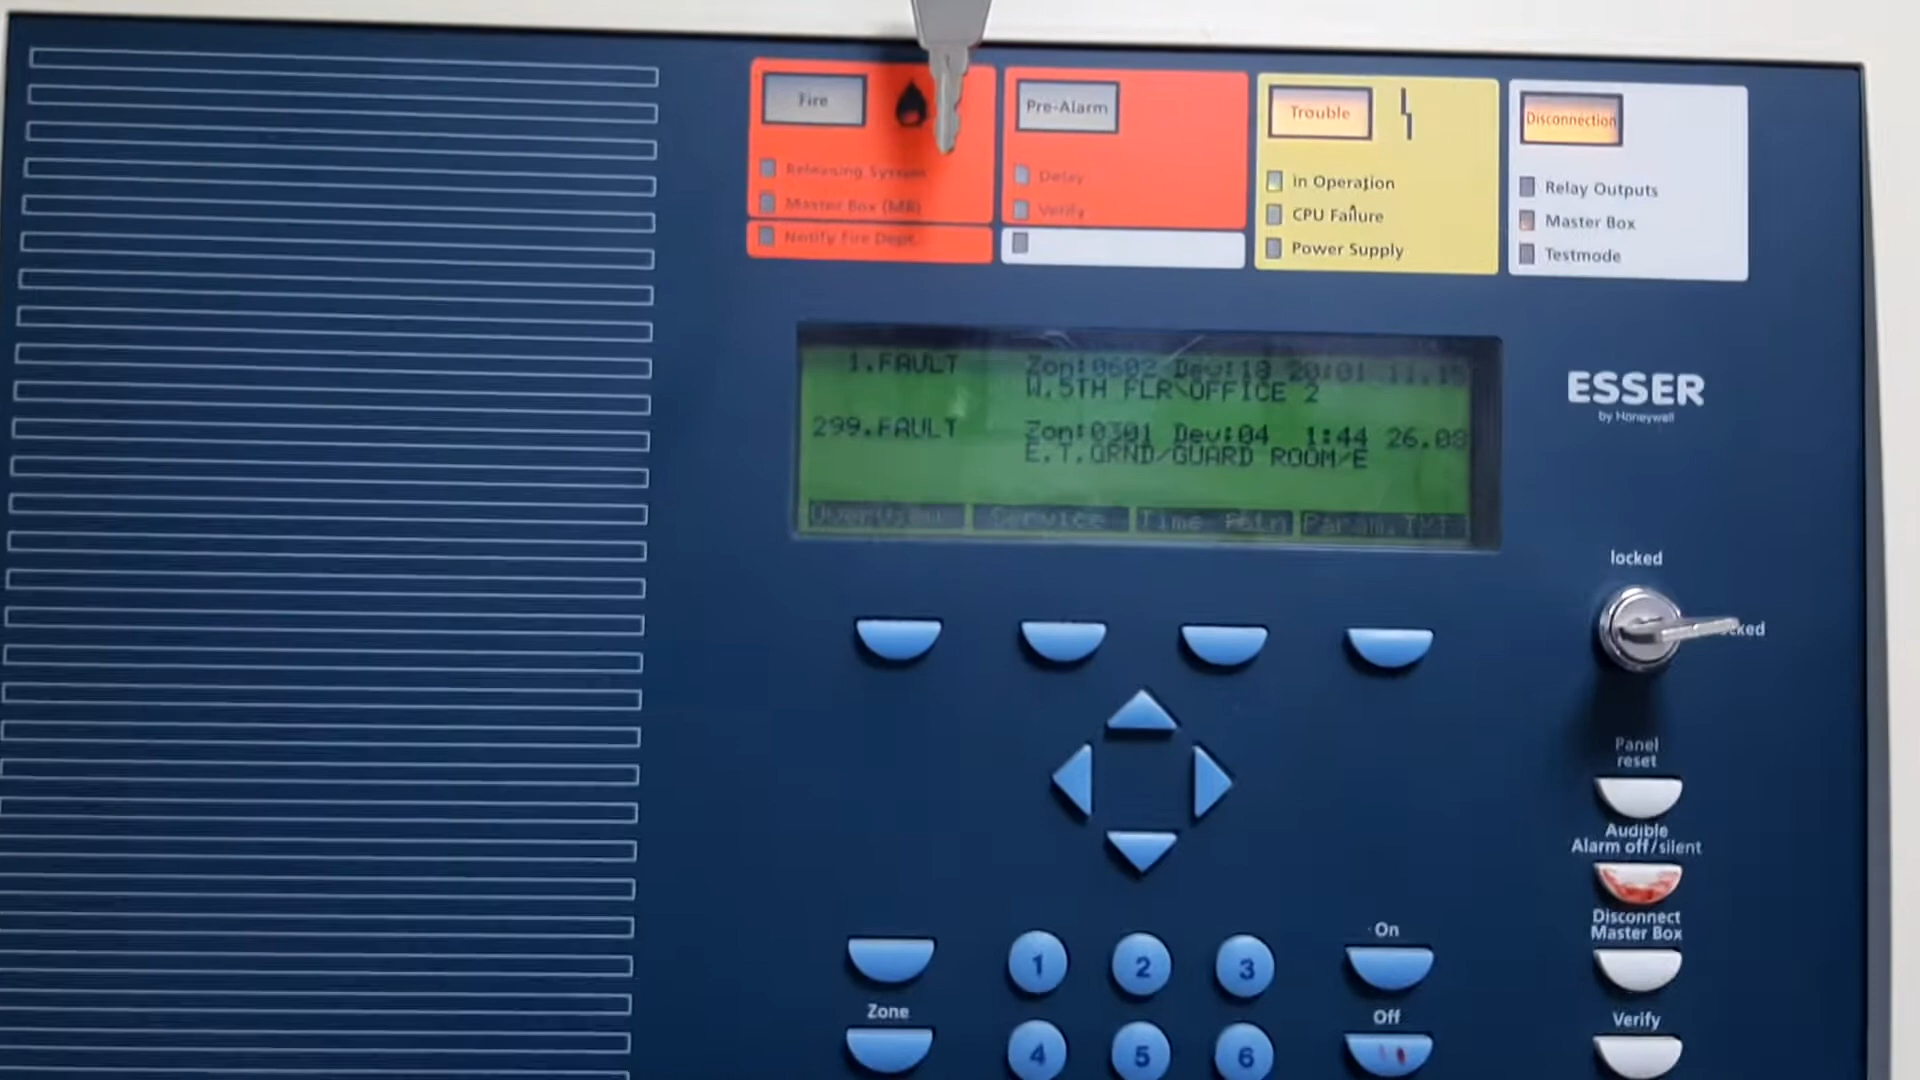 Fire
Releasing System
Master Box (MB)
Notify Fire Dept.
Pre-Alarm
Delay
Verify
Trouble
In Operation
CPU Failure
Power Supply
Disconnection
Relay Outputs
Master Box
Testmode
1.FAULT Zon:0602 Dev:18 20:01
W.5TH FLR\OFFICE 2
299.FAULT Zon:0301 Dev:04 1:44 26.08
E.T.GRND/GUARD ROOM/E
Service Time Param.TXT
ESSER
by Honeywell
locked
cked
Panel
reset
Audible
Alarm off/silent
Disconnect
Master Box
Verify
On
Off
Zone
1 2 3
4 5 6